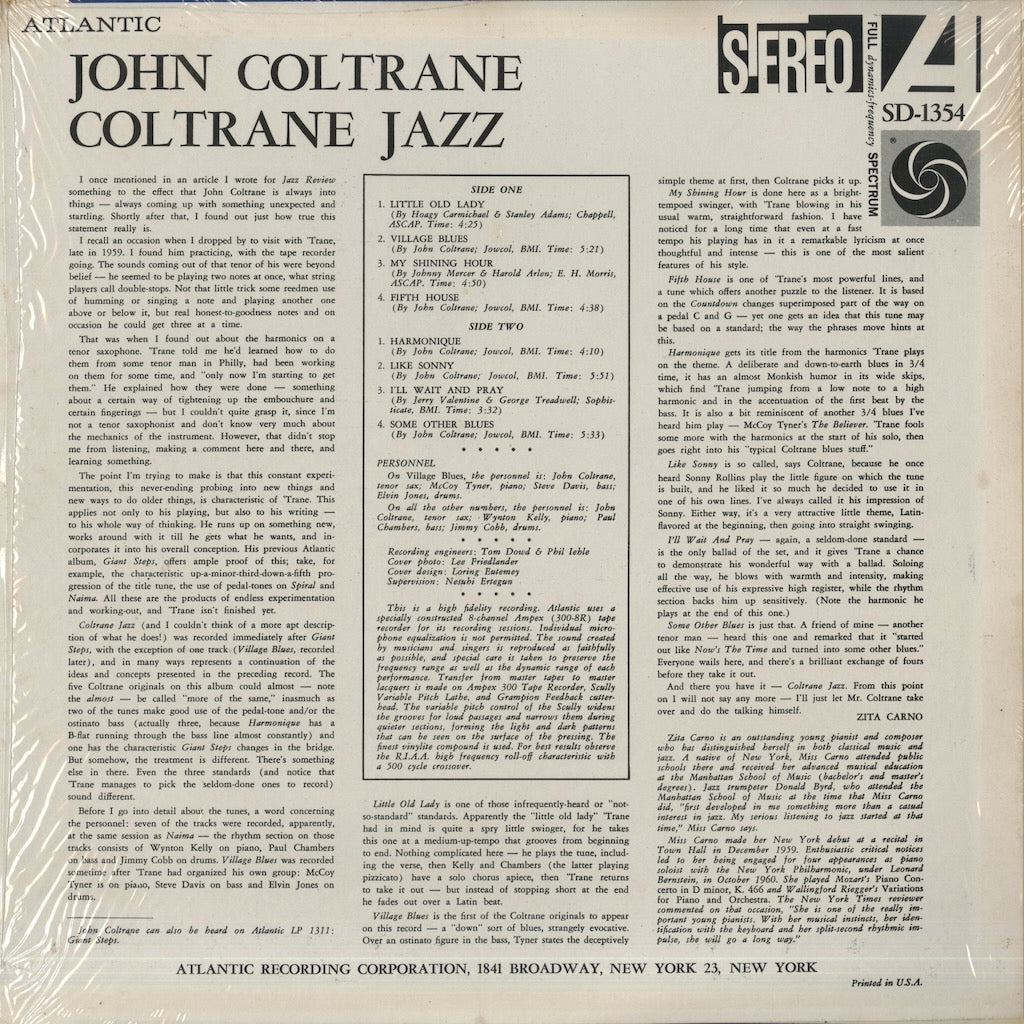 ATLANTIC
JOHN COLTRANE
COLTRANE JAZZ
STEREO
FULL dynamics-frequency SPECTRUM
SD-1354
I once mentioned in an article I wrote for Jazz Review
something to the effect that John Coltrane is always into
things — always coming up with something unexpected and
startling. Shortly after that, I found out just how true this
statement really is.
I recall an occasion when I dropped by to visit with 'Trane,
late in 1959. I found him practicing, with the tape recorder
going. The sounds coming out of that tenor of his were beyond
belief — he seemed to be playing two notes at once, what string
players call double-stops. Not that little trick some reedmen use
of humming or singing a note and playing another one
above or below it, but real honest-to-goodness notes and on
occasion he could get three at a time.
That was when I found out about the harmonics on a
tenor saxophone. 'Trane told me he'd learned how to do
them from some tenor man in Philly, had been working
on them for some time, and "only now I'm starting to get
them." He explained how they were done — something
about a certain way of tightening up the embouchure and
certain fingerings — but I couldn't quite grasp it, since I'm
not a tenor saxophonist and don't know very much about
the mechanics of the instrument. However, that didn't stop
me from listening, making a comment here and there, and
learning something.
The point I'm trying to make is that this constant experi-
mentation, this never-ending probing into new things and
new ways to do older things, is characteristic of 'Trane. This
applies not only to his playing, but also to his writing —
to his whole way of thinking. He runs up on something new,
works around with it till he gets what he wants, and in-
corporates it into his overall conception. His previous Atlantic
album, Giant Steps, offers ample proof of this; take, for
example, the characteristic up-a-minor-third-down-a-fifth pro-
gression of the title tune, the use of pedal-tones on Spiral and
Naima. All these are the products of endless experimentation
and working-out, and 'Trane isn't finished yet.
Coltrane Jazz (and I couldn't think of a more apt descrip-
tion of what he does!) was recorded immediately after Giant
Steps, with the exception of one track (Village Blues, recorded
later), and in many ways represents a continuation of the
ideas and concepts presented in the preceding record. The
five Coltrane originals on this album could almost — note
the almost — be called "more of the same," inasmuch as
two of the tunes make good use of the pedal-tone and/or the
ostinato bass (actually three, because Harmonique has a
B-flat running through the bass line almost constantly) and
one has the characteristic Giant Steps changes in the bridge.
But somehow, the treatment is different. There's something
else in there. Even the three standards (and notice that
'Trane manages to pick the seldom-done ones to record)
sound different.
Before I go into detail about the tunes, a word concerning
the personnel: seven of the tracks were recorded, apparently,
at the same session as Naima — the rhythm section on those
tracks consists of Wynton Kelly on piano, Paul Chambers
on bass and Jimmy Cobb on drums. Village Blues was recorded
sometime after 'Trane had organized his own group: McCoy
Tyner is on piano, Steve Davis on bass and Elvin Jones on
drums.
John Coltrane can also be heard on Atlantic LP 1311:
Giant Steps.
SIDE ONE
1. LITTLE OLD LADY
(By Hoagy Carmichael & Stanley Adams; Chappell,
ASCAP. Time: 4:25)
2. VILLAGE BLUES
(By John Coltrane; Jowcol, BMI. Time: 5:21)
3. MY SHINING HOUR
(By Johnny Mercer & Harold Arlen; E. H. Morris,
ASCAP. Time: 4:50)
4. FIFTH HOUSE
(By John Coltrane; Jowcol, BMI. Time: 4:38)
SIDE TWO
1. HARMONIQUE
(By John Coltrane; Jowcol, BMI. Time: 4:10)
2. LIKE SONNY
(By John Coltrane; Jowcol, BMI. Time: 5:51)
3. I'LL WAIT AND PRAY
(By Jerry Valentine & George Treadwell; Sophis-
ticate, BMI. Time: 3:32)
4. SOME OTHER BLUES
(By John Coltrane; Jowcol, BMI. Time: 5:33)
* * * * *
PERSONNEL
On Village Blues, the personnel is: John Coltrane,
tenor sax; McCoy Tyner, piano; Steve Davis, bass;
Elvin Jones, drums.
On all the other numbers, the personnel is: John
Coltrane, tenor sax; Wynton Kelly, piano; Paul
Chambers, bass; Jimmy Cobb, drums.
* * * * *
Recording engineers: Tom Dowd & Phil Iehle
Cover photo: Lee Friedlander
Cover design: Loring Eutemey
Supervision: Nesuhi Ertegun
* * * * *
This is a high fidelity recording. Atlantic uses a
specially constructed 8-channel Ampex (300-8R) tape
recorder for its recording sessions. Individual micro-
phone equalization is not permitted. The sound created
by musicians and singers is reproduced as faithfully
as possible, and special care is taken to preserve the
frequency range as well as the dynamic range of each
performance. Transfer from master tapes to master
lacquers is made on Ampex 300 Tape Recorder, Scully
Variable Pitch Lathe, and Grampion Feedback cutter-
head. The variable pitch control of the Scully widens
the grooves for loud passages and narrows them during
quieter sections, forming the light and dark patterns
that can be seen on the surface of the pressing. The
finest vinylite compound is used. For best results observe
the R.I.A.A. high frequency roll-off characteristic with
a 500 cycle crossover.
Little Old Lady is one of those infrequently-heard or "not-
so-standard" standards. Apparently the "little old lady" 'Trane
had in mind is quite a spry little swinger, for he takes
this one at a medium-up-tempo that grooves from beginning
to end. Nothing complicated here — he plays the tune, includ-
ing the verse, then Kelly and Chambers (the latter playing
pizzicato) have a solo chorus apiece, then 'Trane returns
to take it out — but instead of stopping short at the end
he fades out over a Latin beat.
Village Blues is the first of the Coltrane originals to appear
on this record — a "down" sort of blues, strangely evocative.
Over an ostinato figure in the bass, Tyner states the deceptively
simple theme at first, then Coltrane picks it up.
My Shining Hour is done here as a bright-
tempoed swinger, with 'Trane blowing in his
usual warm, straightforward fashion. I have
noticed for a long time that even at a fast
tempo his playing has in it a remarkable lyricism at once
thoughtful and intense — this is one of the most salient
features of his style.
Fifth House is one of 'Trane's most powerful lines, and
a tune which offers another puzzle to the listener. It is based
on the Countdown changes superimposed part of the way on
a pedal C and G — yet one gets an idea that this tune may
be based on a standard; the way the phrases move hints at
this.
Harmonique gets its title from the harmonics 'Trane plays
on the theme. A deliberate and down-to-earth blues in 3/4
time, it has an almost Monkish humor in its wide skips,
which find 'Trane jumping from a low note to a high
harmonic and in the accentuation of the first beat by the
bass. It is also a bit reminiscent of another 3/4 blues I've
heard him play — McCoy Tyner's The Believer. 'Trane fools
some more with the harmonics at the start of his solo, then
goes right into his "typical Coltrane blues stuff."
Like Sonny is so called, says Coltrane, because he once
heard Sonny Rollins play the little figure on which the tune
is built, and he liked it so much he decided to use it in
one of his own lines. I've always called it his impression of
Sonny. Either way, it's a very attractive little theme, Latin-
flavored at the beginning, then going into straight swinging.
I'll Wait And Pray — again, a seldom-done standard —
is the only ballad of the set, and it gives 'Trane a chance
to demonstrate his wonderful way with a ballad. Soloing
all the way, he blows with warmth and intensity, making
effective use of his expressive high register, while the rhythm
section backs him up sensitively. (Note the harmonic he
plays at the end of this one.)
Some Other Blues is just that. A friend of mine — another
tenor man — heard this one and remarked that it "started
out like Now's The Time and turned into some other blues."
Everyone wails here, and there's a brilliant exchange of fours
before they take it out.
And there you have it — Coltrane Jazz. From this point
on I will not say any more — I'll just let Mr. Coltrane take
over and do the talking himself.
ZITA CARNO
Zita Carno is an outstanding young pianist and composer
who has distinguished herself in both classical music and
jazz. A native of New York, Miss Carno attended public
schools there and received her advanced musical education
at the Manhattan School of Music (bachelor's and master's
degrees). Jazz trumpeter Donald Byrd, who attended the
Manhattan School of Music at the time that Miss Carno
did, "first developed in me something more than a casual
interest in jazz. My serious listening to jazz started at that
time," Miss Carno says.
Miss Carno made her New York debut at a recital in
Town Hall in December 1959. Enthusiastic critical notices
led to her being engaged for four appearances as piano
soloist with the New York Philharmonic, under Leonard
Bernstein, in October 1960. She played Mozart's Piano Con-
certo in D minor, K. 466 and Wallingford Riegger's Variations
for Piano and Orchestra. The New York Times reviewer
commented on that occasion, "She is one of the really im-
portant young pianists. With her musical instincts, her iden-
tification with the keyboard and her split-second rhythmic im-
pulse, she will go a long way."
ATLANTIC RECORDING CORPORATION, 1841 BROADWAY, NEW YORK 23, NEW YORK
Printed in U.S.A.